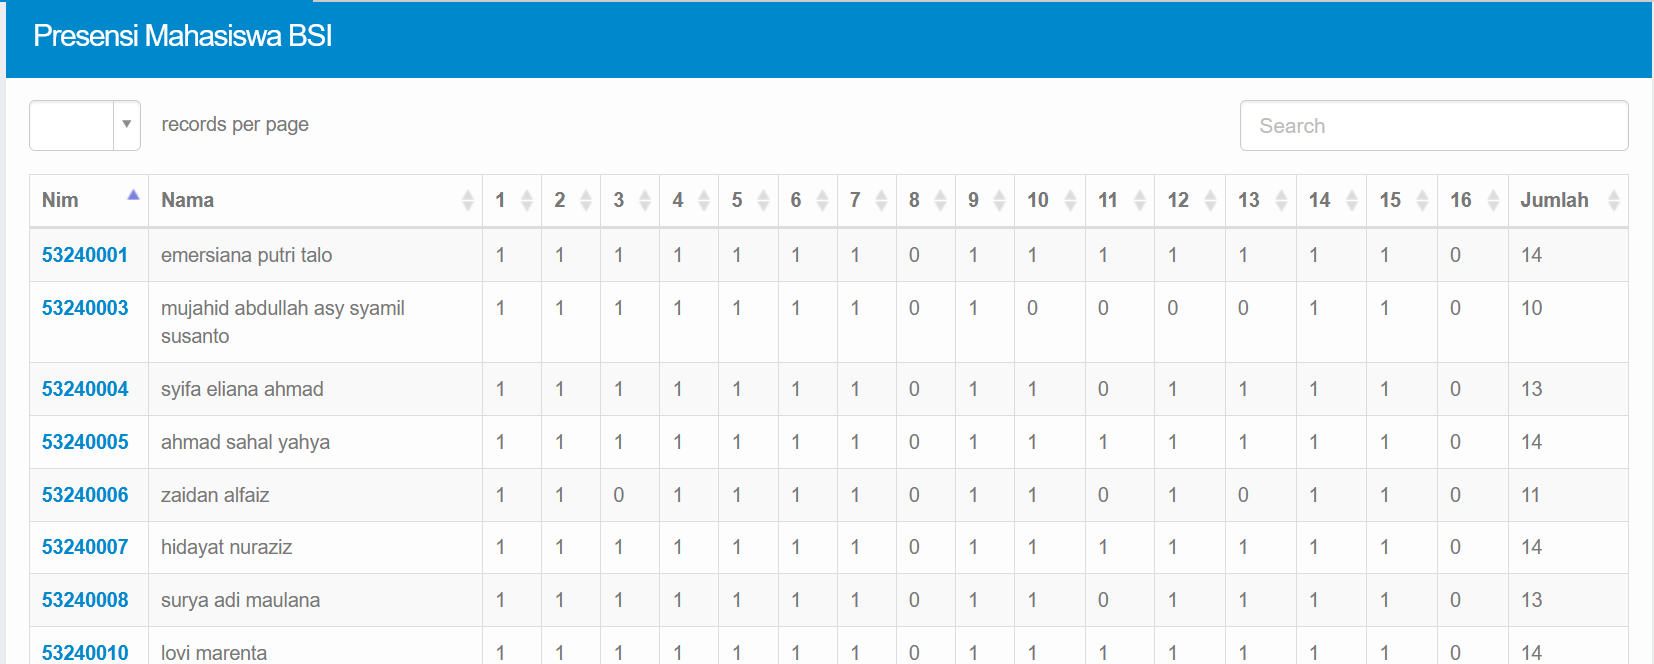 Presensi Mahasiswa BSI
records per page
Search
Nim Nama 1 2 3 4 5 6 7 8 9 10 11 12 13 14 15 16 Jumlah
53240001 emersiana putri talo 1 1 1 1 1 1 1 0 1 1 1 1 1 1 1 0 14
53240003 mujahid abdullah asy syamil 1 1 1 1 1 1 1 0 1 0 0 0 0 1 1 0 10
susanto
53240004 syifa eliana ahmad 1 1 1 1 1 1 1 0 1 1 0 1 1 1 1 0 13
53240005 ahmad sahal yahya 1 1 1 1 1 1 1 0 1 1 1 1 1 1 1 0 14
53240006 zaidan alfaiz 1 1 0 1 1 1 1 0 1 1 0 1 0 1 1 0 11
53240007 hidayat nuraziz 1 1 1 1 1 1 1 0 1 1 1 1 1 1 1 0 14
53240008 surya adi maulana 1 1 1 1 1 1 1 0 1 1 0 1 1 1 1 0 13
53240010 lovi marenta 1 1 1 1 1 1 1 0 1 1 1 1 1 1 1 0 14